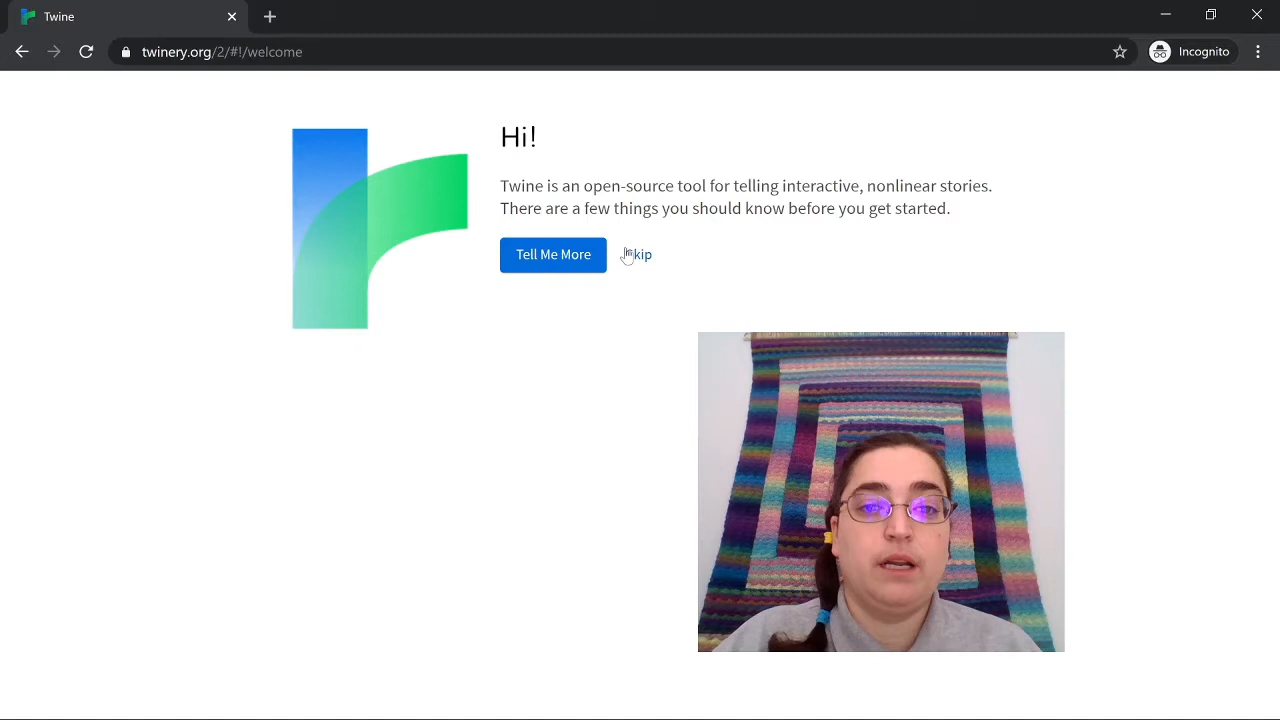 Twine
twinery.org/2/#!/welcome
Incognito
Hi!
Twine is an open-source tool for telling interactive, nonlinear stories.
There are a few things you should know before you get started.
Tell Me More
Skip